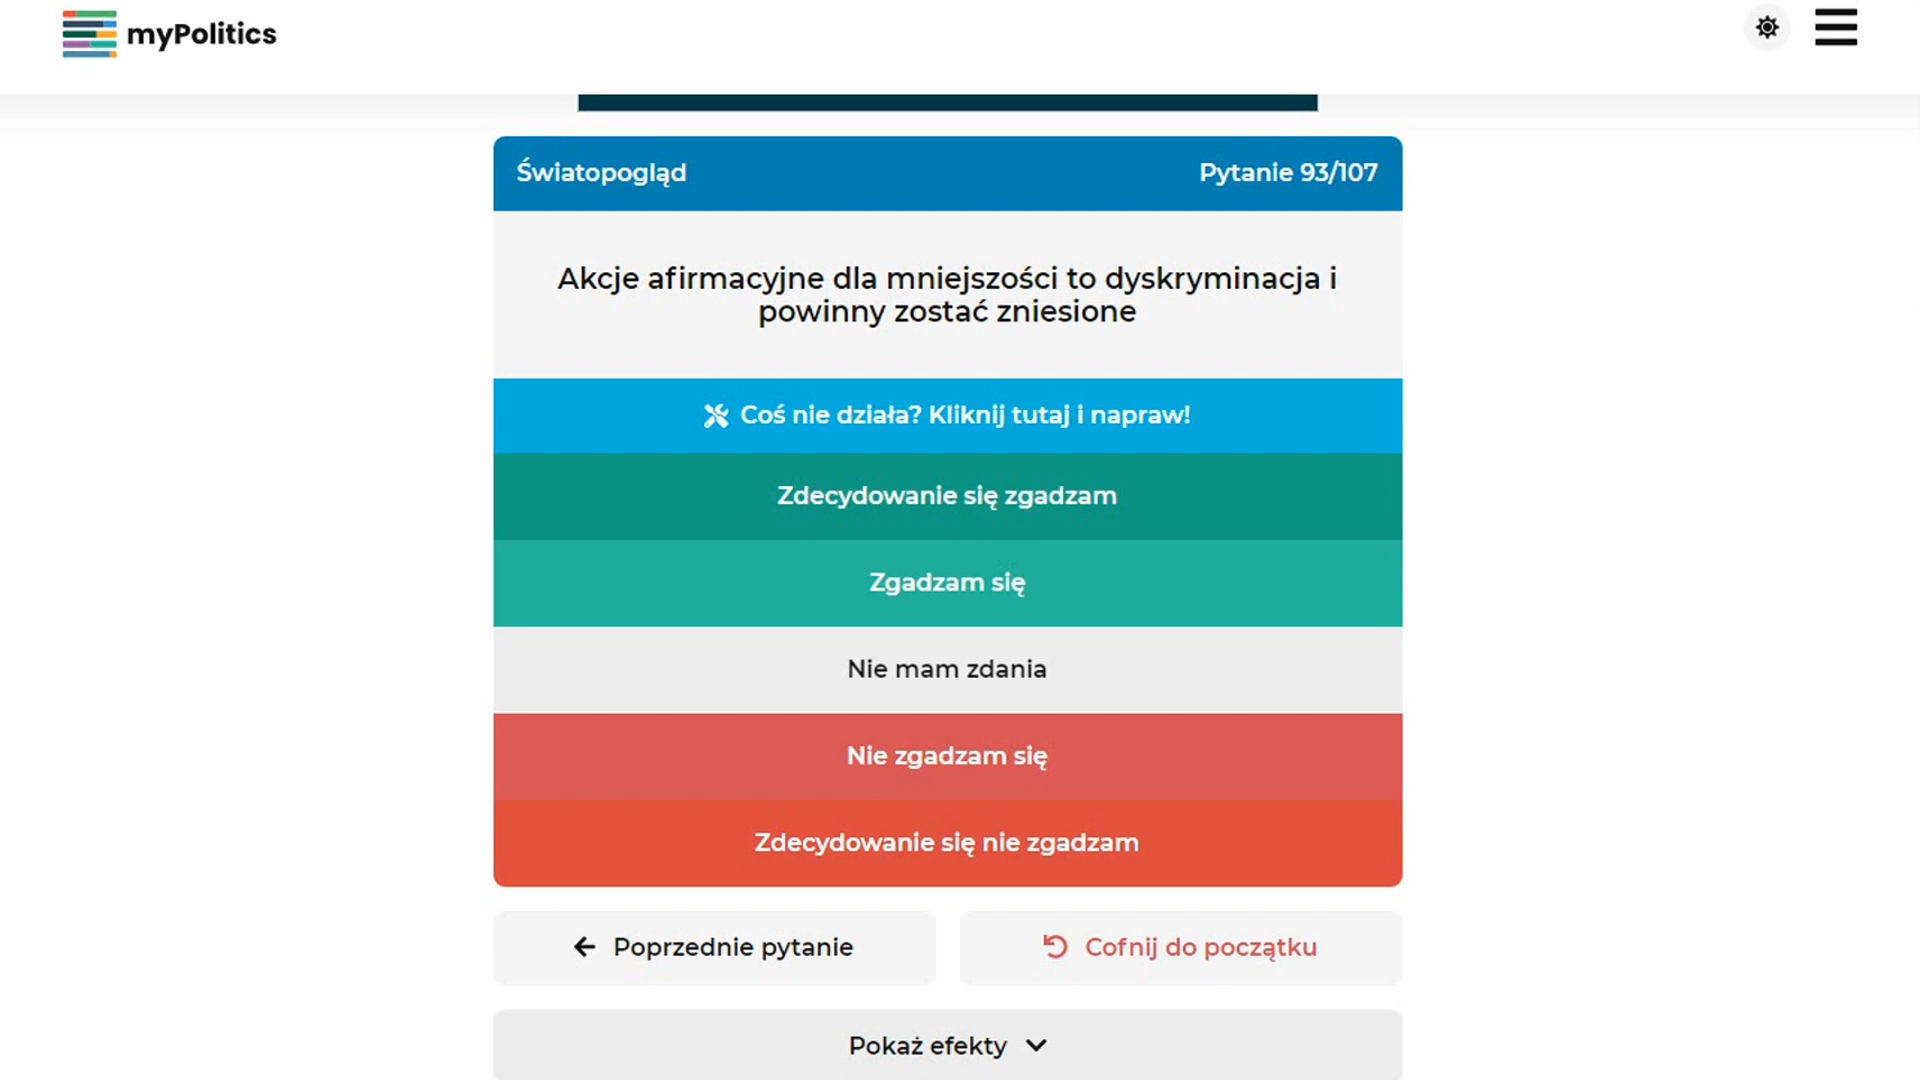 myPolitics
Światopogląd
Pytanie 93/107
Akcje afirmacyjne dla mniejszości to dyskryminacja i
powinny zostać zniesione
Coś nie działa? Kliknij tutaj i napraw!
Zdecydowanie się zgadzam
Zgadzam się
Nie mam zdania
Nie zgadzam się
Zdecydowanie się nie zgadzam
Poprzednie pytanie
Cofnij do początku
Pokaż efekty